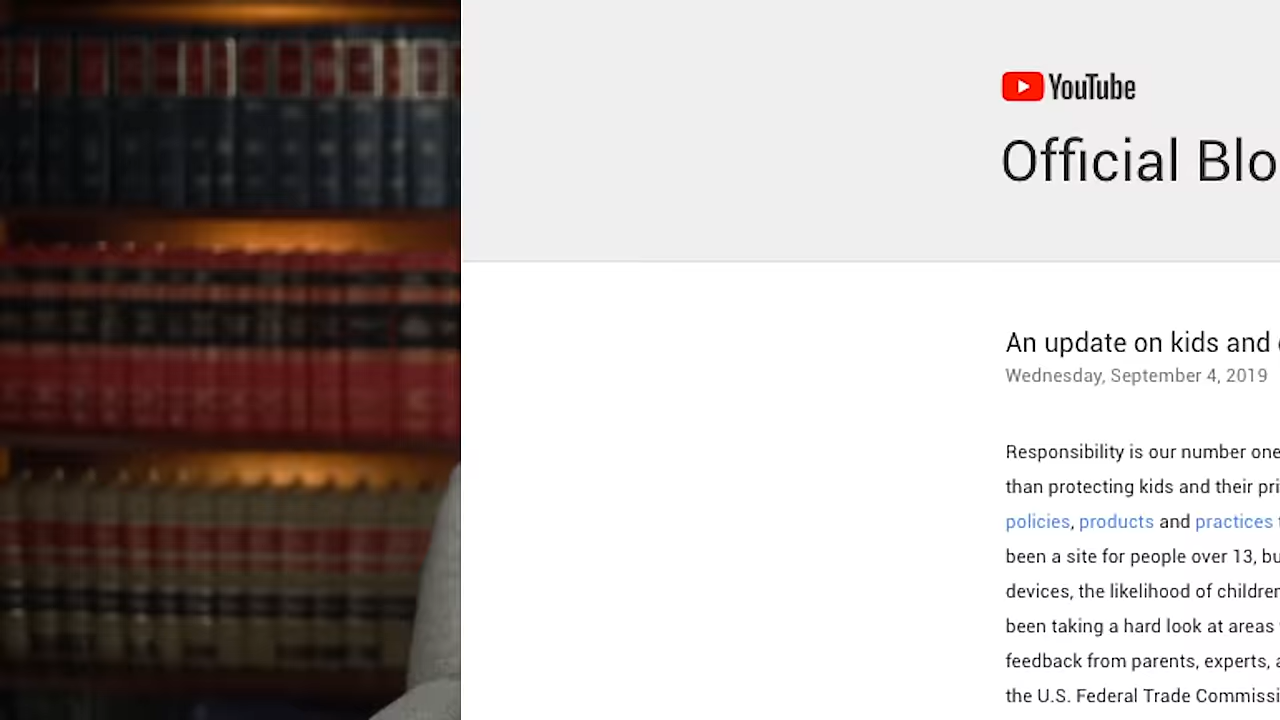 YouTube
Official Blo
An update on kids and
Wednesday, September 4, 2019
Responsibility is our number one
than protecting kids and their pri
policies, products and practices
been a site for people over 13, bu
devices, the likelihood of children
been taking a hard look at areas
feedback from parents, experts, a
the U.S. Federal Trade Commissi